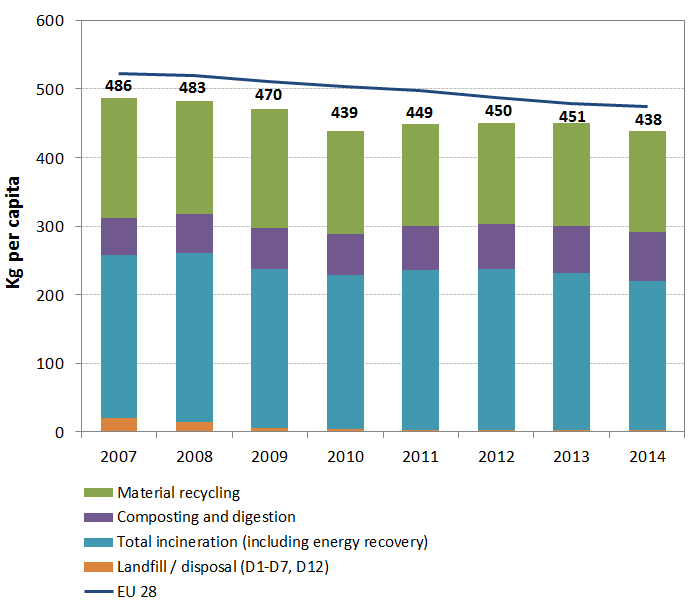 Kg per capita
600
500
400
300
200
100
0
486
483
470
439
449
450
451
438
2007 2008 2009 2010 2011 2012 2013 2014
Material recycling
Composting and digestion
Total incineration (including energy recovery)
Landfill / disposal (D1-D7, D12)
EU 28